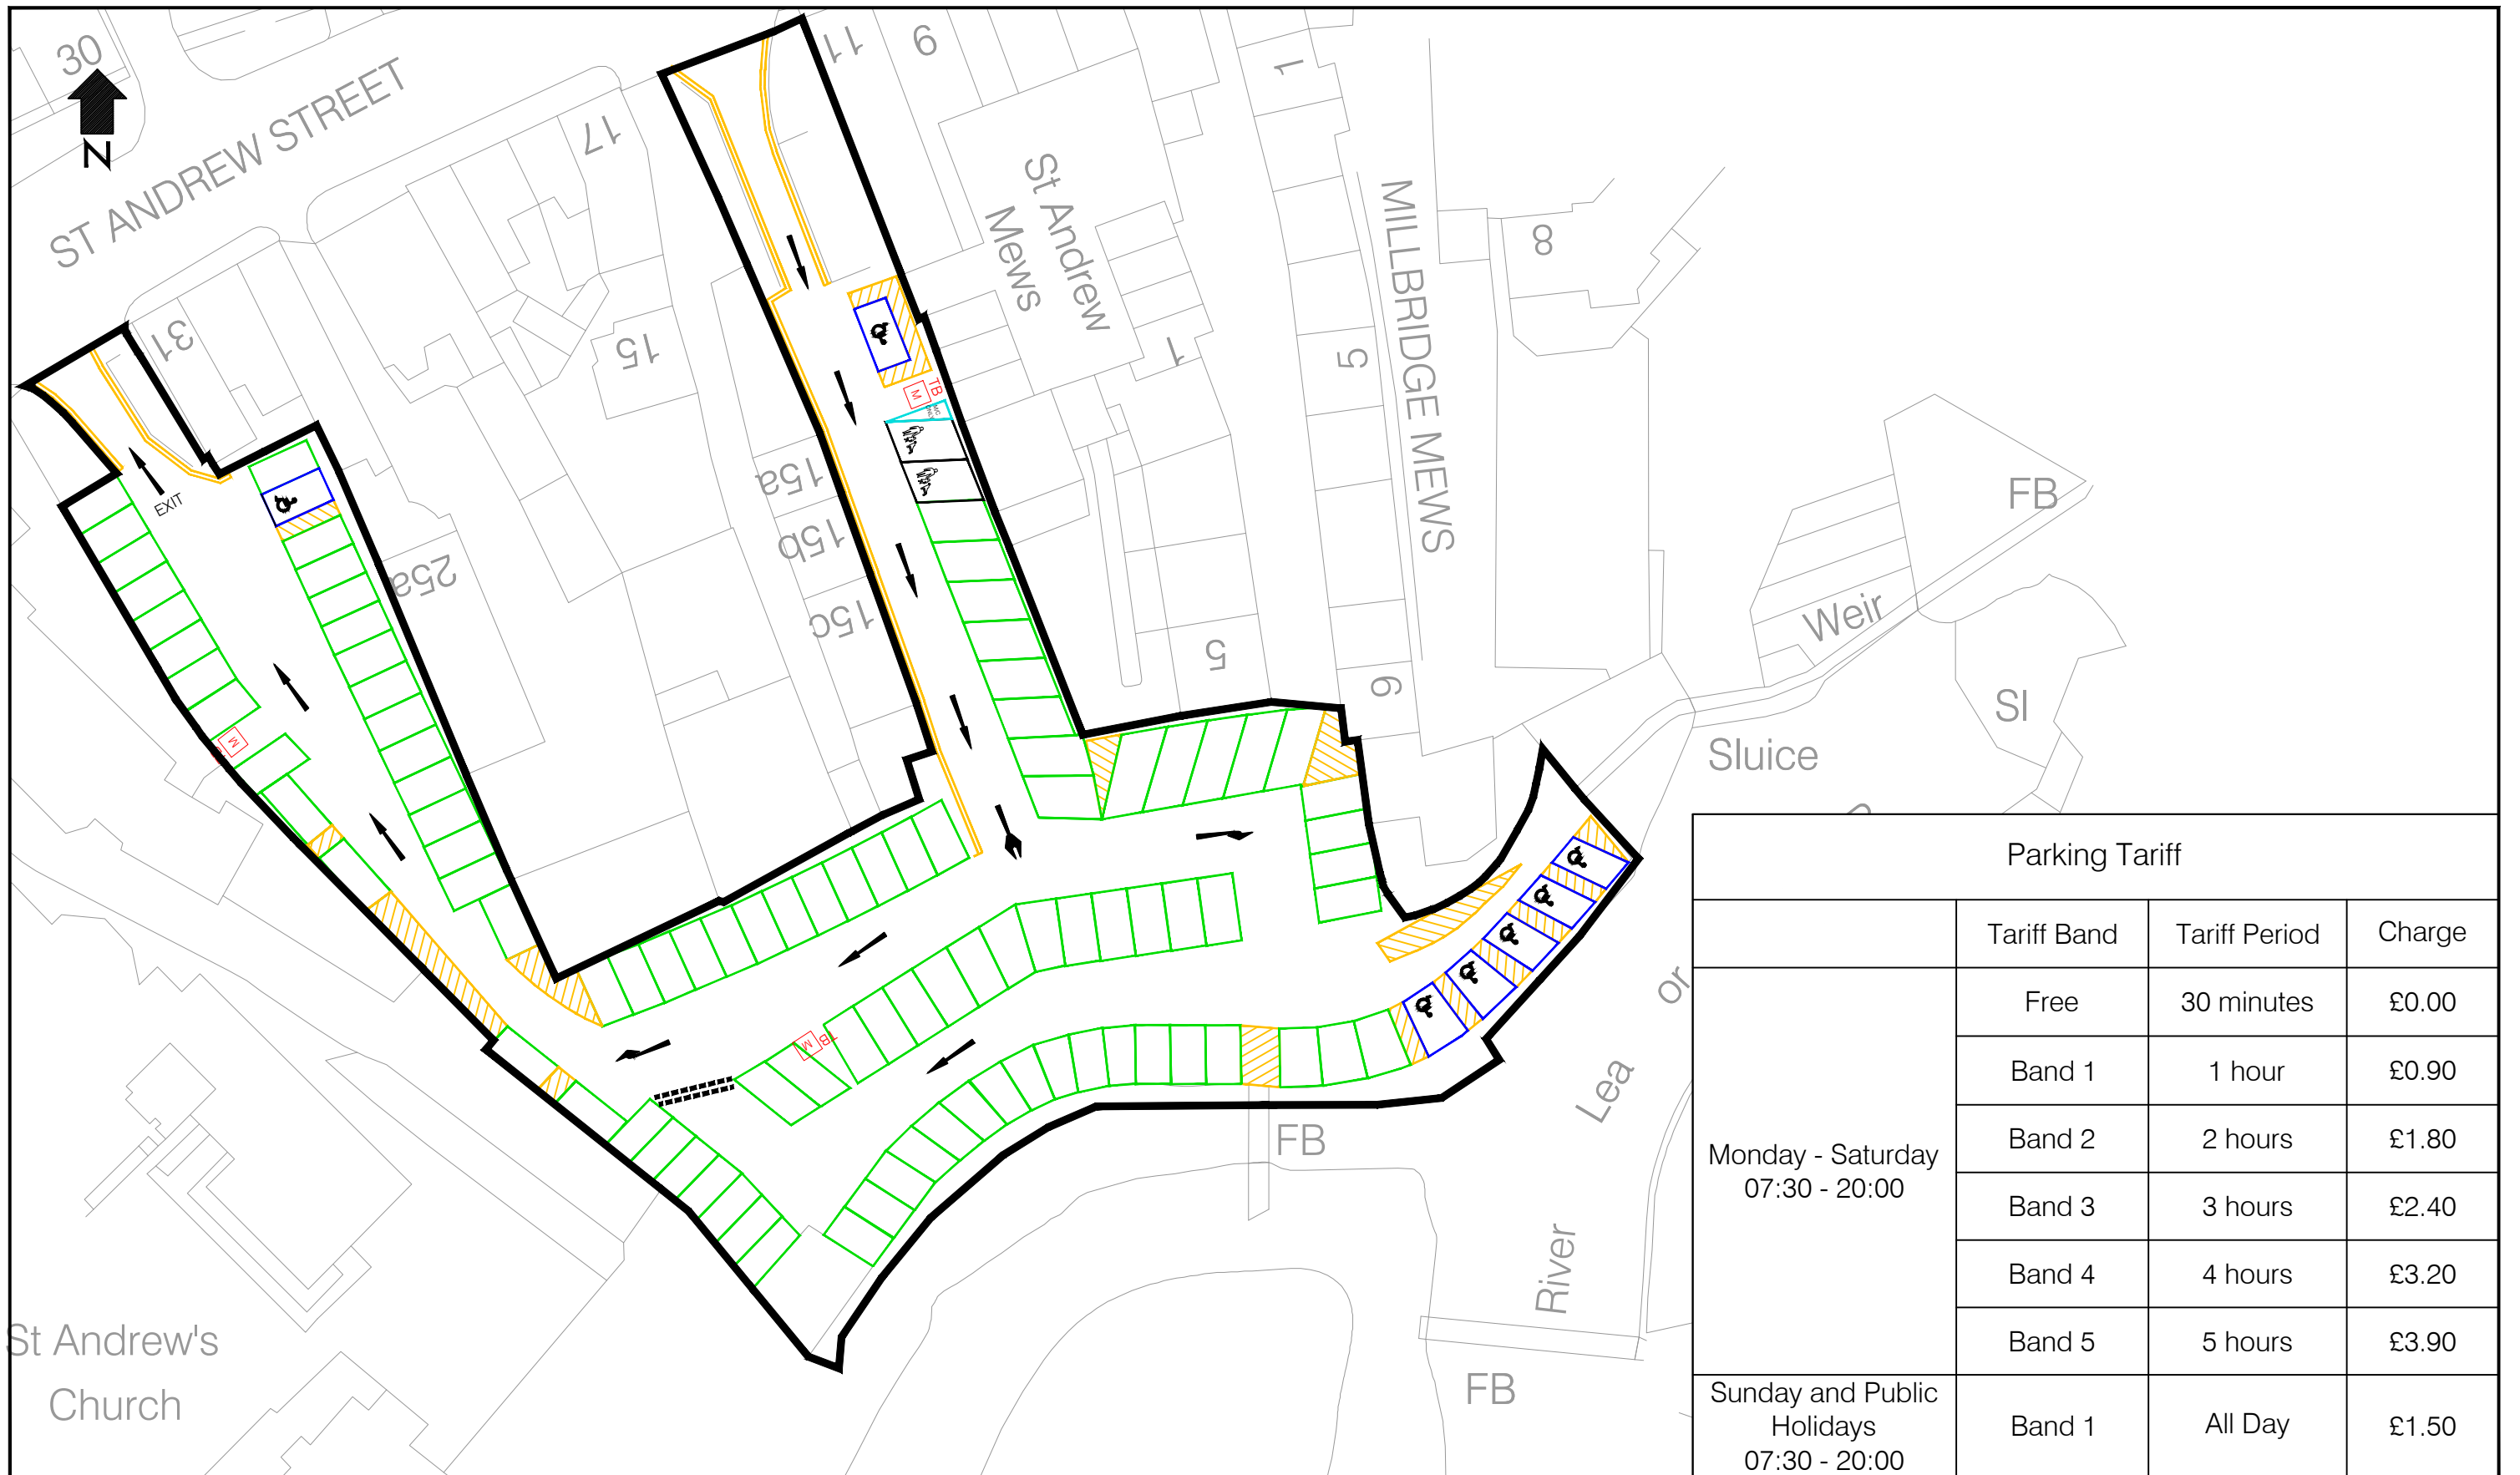 30
N
ST ANDREW STREET
17
11
9
1
St Andrew
Mews
MILLBRIDGE MEWS
8
31
15
1
5
EXIT
25a
15a
15b
15c
5
6
TB
M
M
M
TB
FB
Weir
SI
Sluice
FB
Lea
or
River
FB
St Andrew's
Church
Parking Tariff
Tariff Band
Tariff Period
Charge
Monday - Saturday
07:30 - 20:00
Free
30 minutes
£0.00
Band 1
1 hour
£0.90
Band 2
2 hours
£1.80
Band 3
3 hours
£2.40
Band 4
4 hours
£3.20
Band 5
5 hours
£3.90
Sunday and Public
Holidays
07:30 - 20:00
Band 1
All Day
£1.50